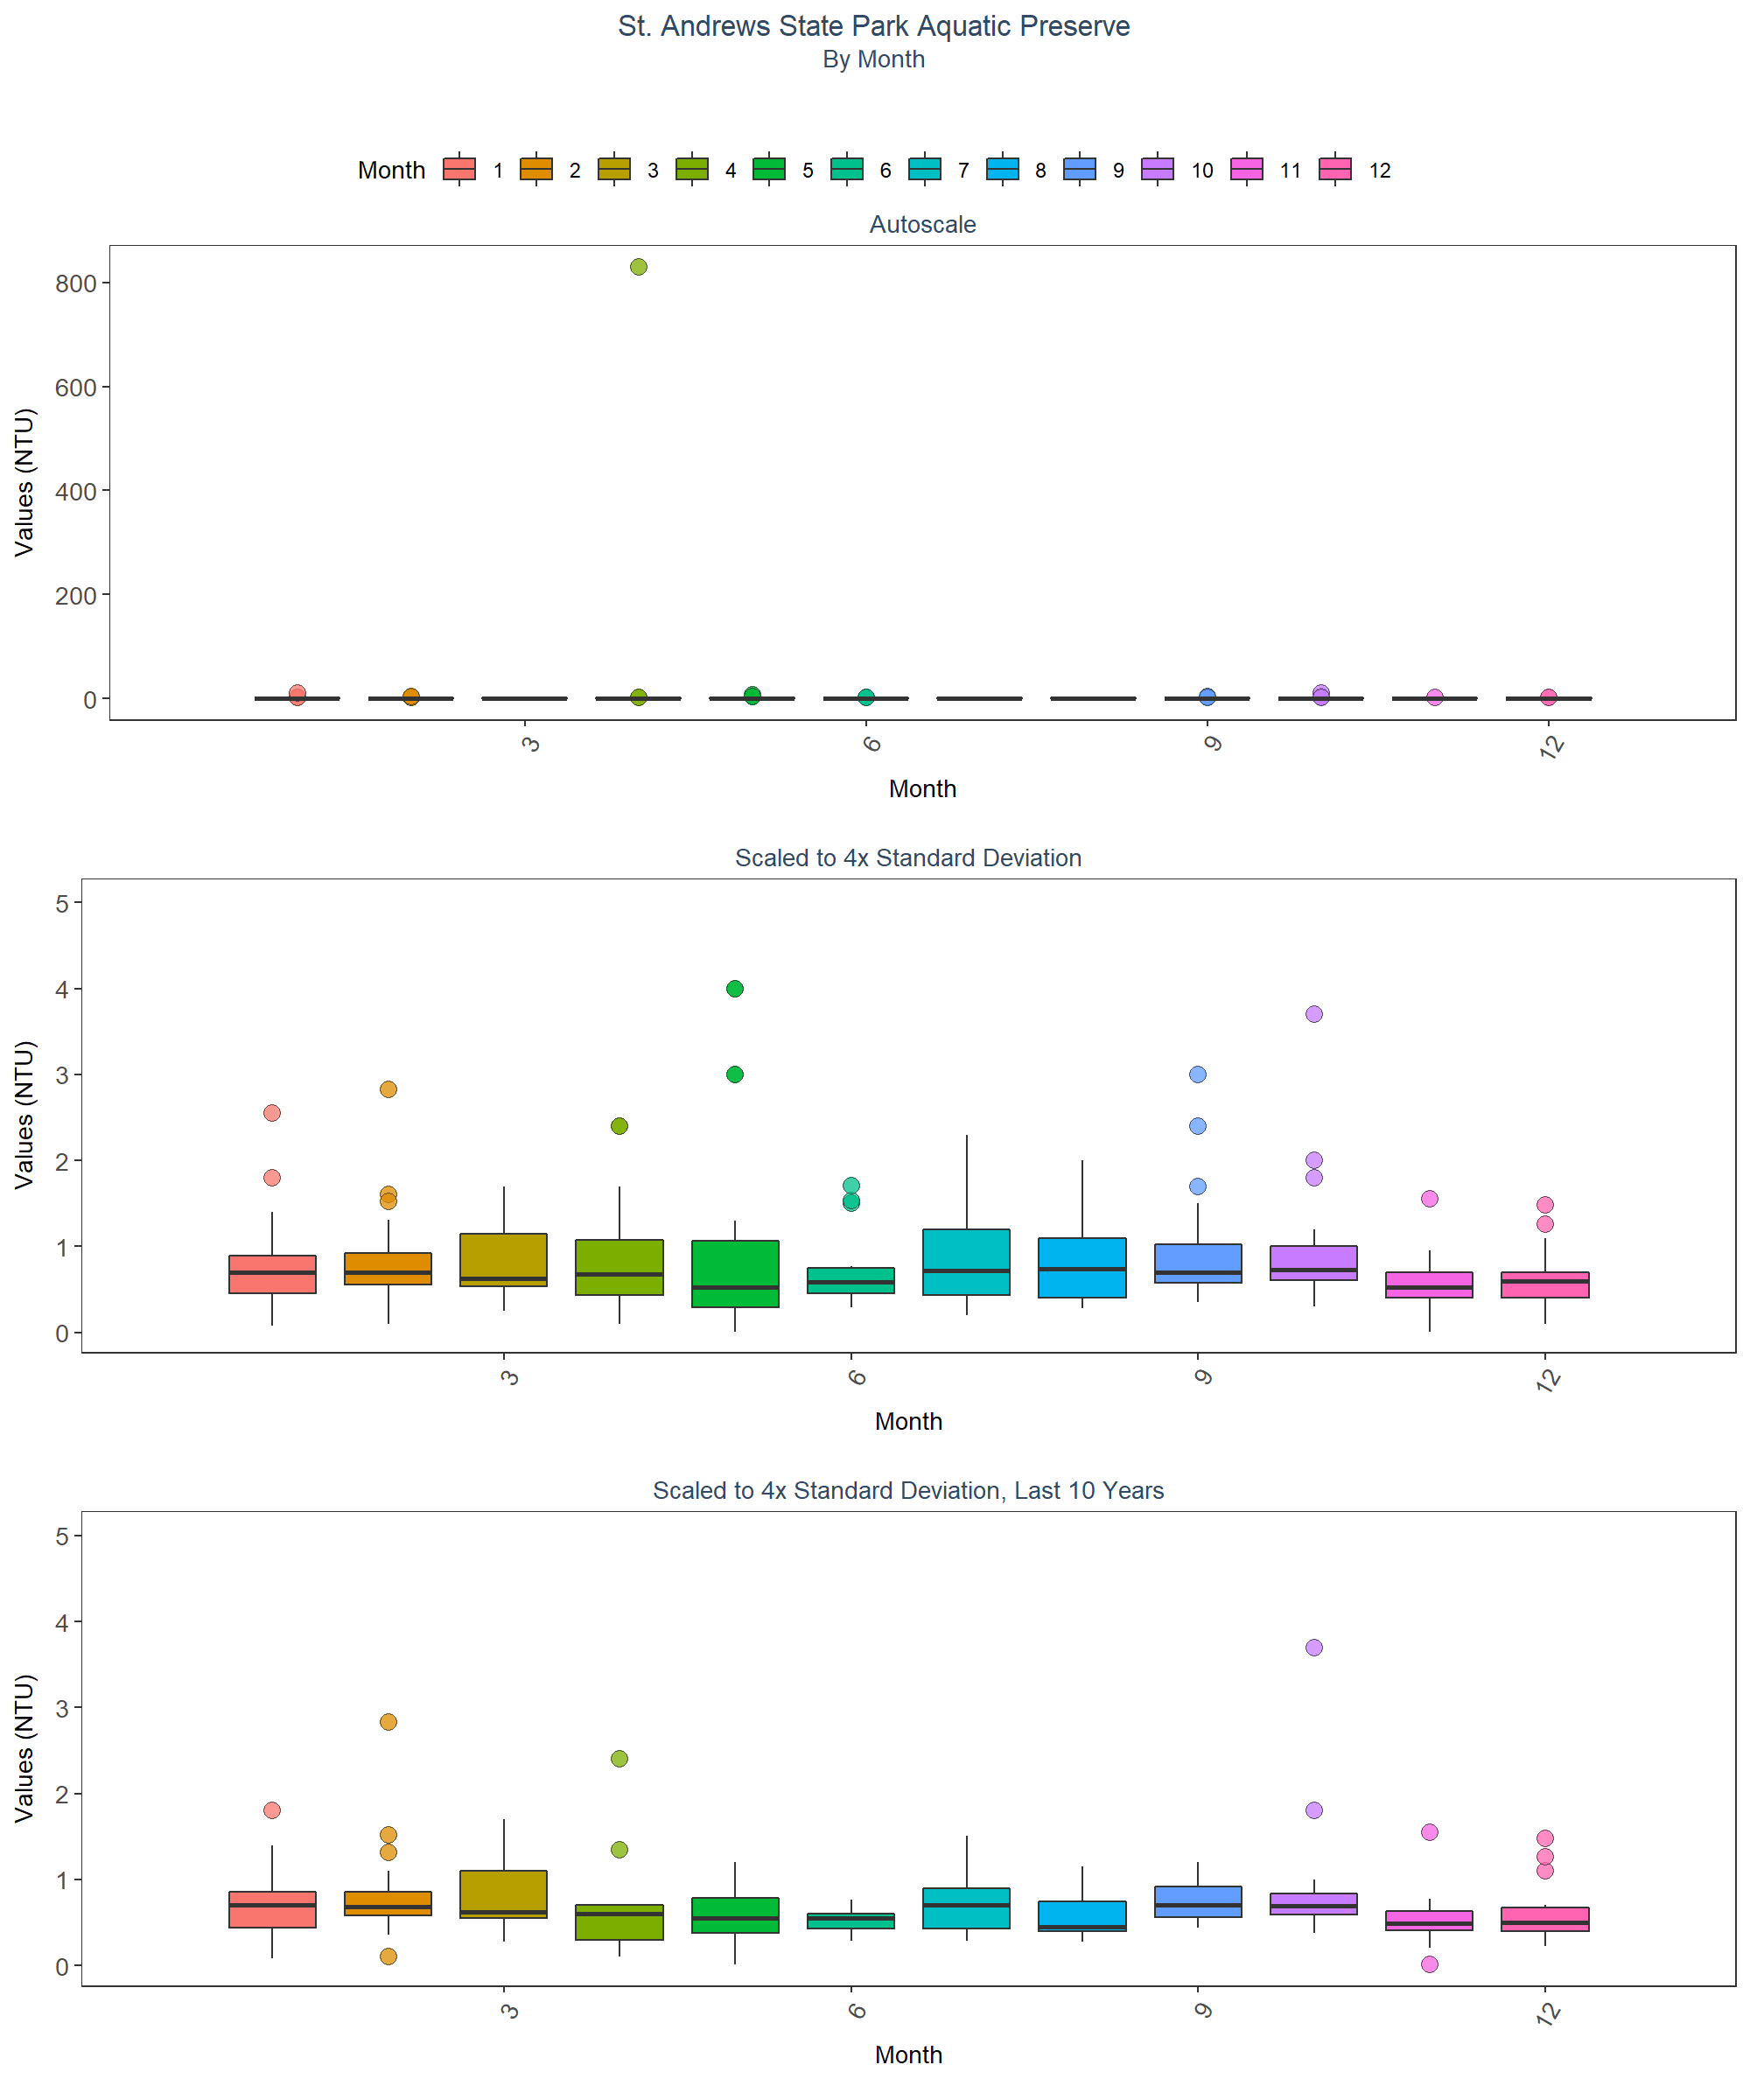 St. Andrews State Park Aquatic Preserve
By Month
Month 1 2 3 4 5 6 7 8 9 10 11 12
Autoscale
Values (NTU)
800
600
400
200
0
3 6 9 12
Month
Scaled to 4x Standard Deviation
Values (NTU)
5
4
3
2
1
0
3 6 9 12
Month
Scaled to 4x Standard Deviation, Last 10 Years
Values (NTU)
5
4
3
2
1
0
3 6 9 12
Month